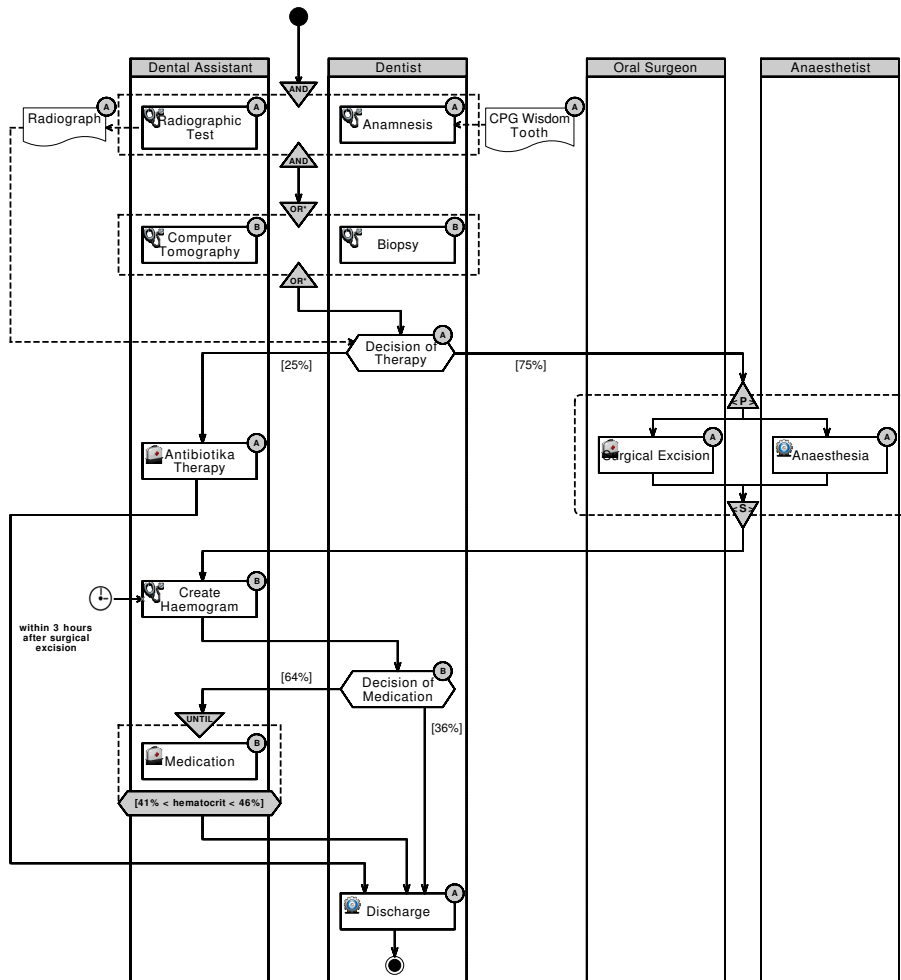 Dental Assistant
Dentist
Oral Surgeon
Anaesthetist
AND
Radiograph
A
Radiographic
Test
A
Anamnesis
A
CPG Wisdom
Tooth
A
AND
OR*
Computer
Tomography
B
Biopsy
B
OR*
Decision of
Therapy
A
[25%]
[75%]
<P>
Antibiotika
Therapy
A
Surgical Excision
A
Anaesthesia
A
<S>
Create
Haemogram
B
within 3 hours
after surgical
excision
Decision of
Medication
B
[64%]
[36%]
UNTIL
Medication
B
[41% < hematocrit < 46%]
Discharge
A